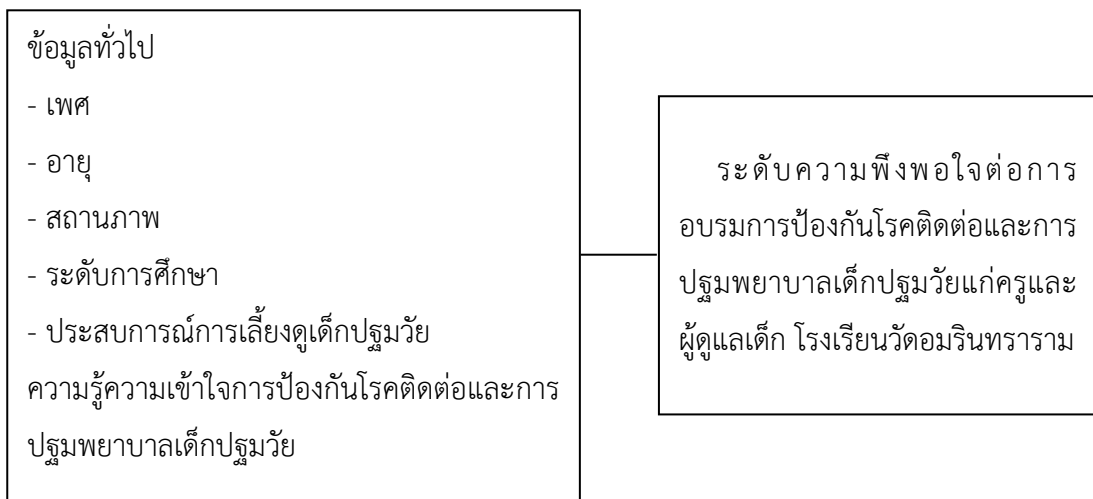 ข้อมูลทั่วไป
- เพศ
- อายุ
- สถานภาพ
- ระดับการศึกษา
- ประสบการณ์การเลี้ยงดูเด็กปฐมวัย
ความรู้ความเข้าใจการป้องกันโรคติดต่อและการ
ปฐมพยาบาลเด็กปฐมวัย
ระดับความพึงพอใจต่อการ
อบรมการป้องกันโรคติดต่อและการ
ปฐมพยาบาลเด็กปฐมวัยแก่ครูและ
ผู้ดูแลเด็ก โรงเรียนวัดอมรินทราราม